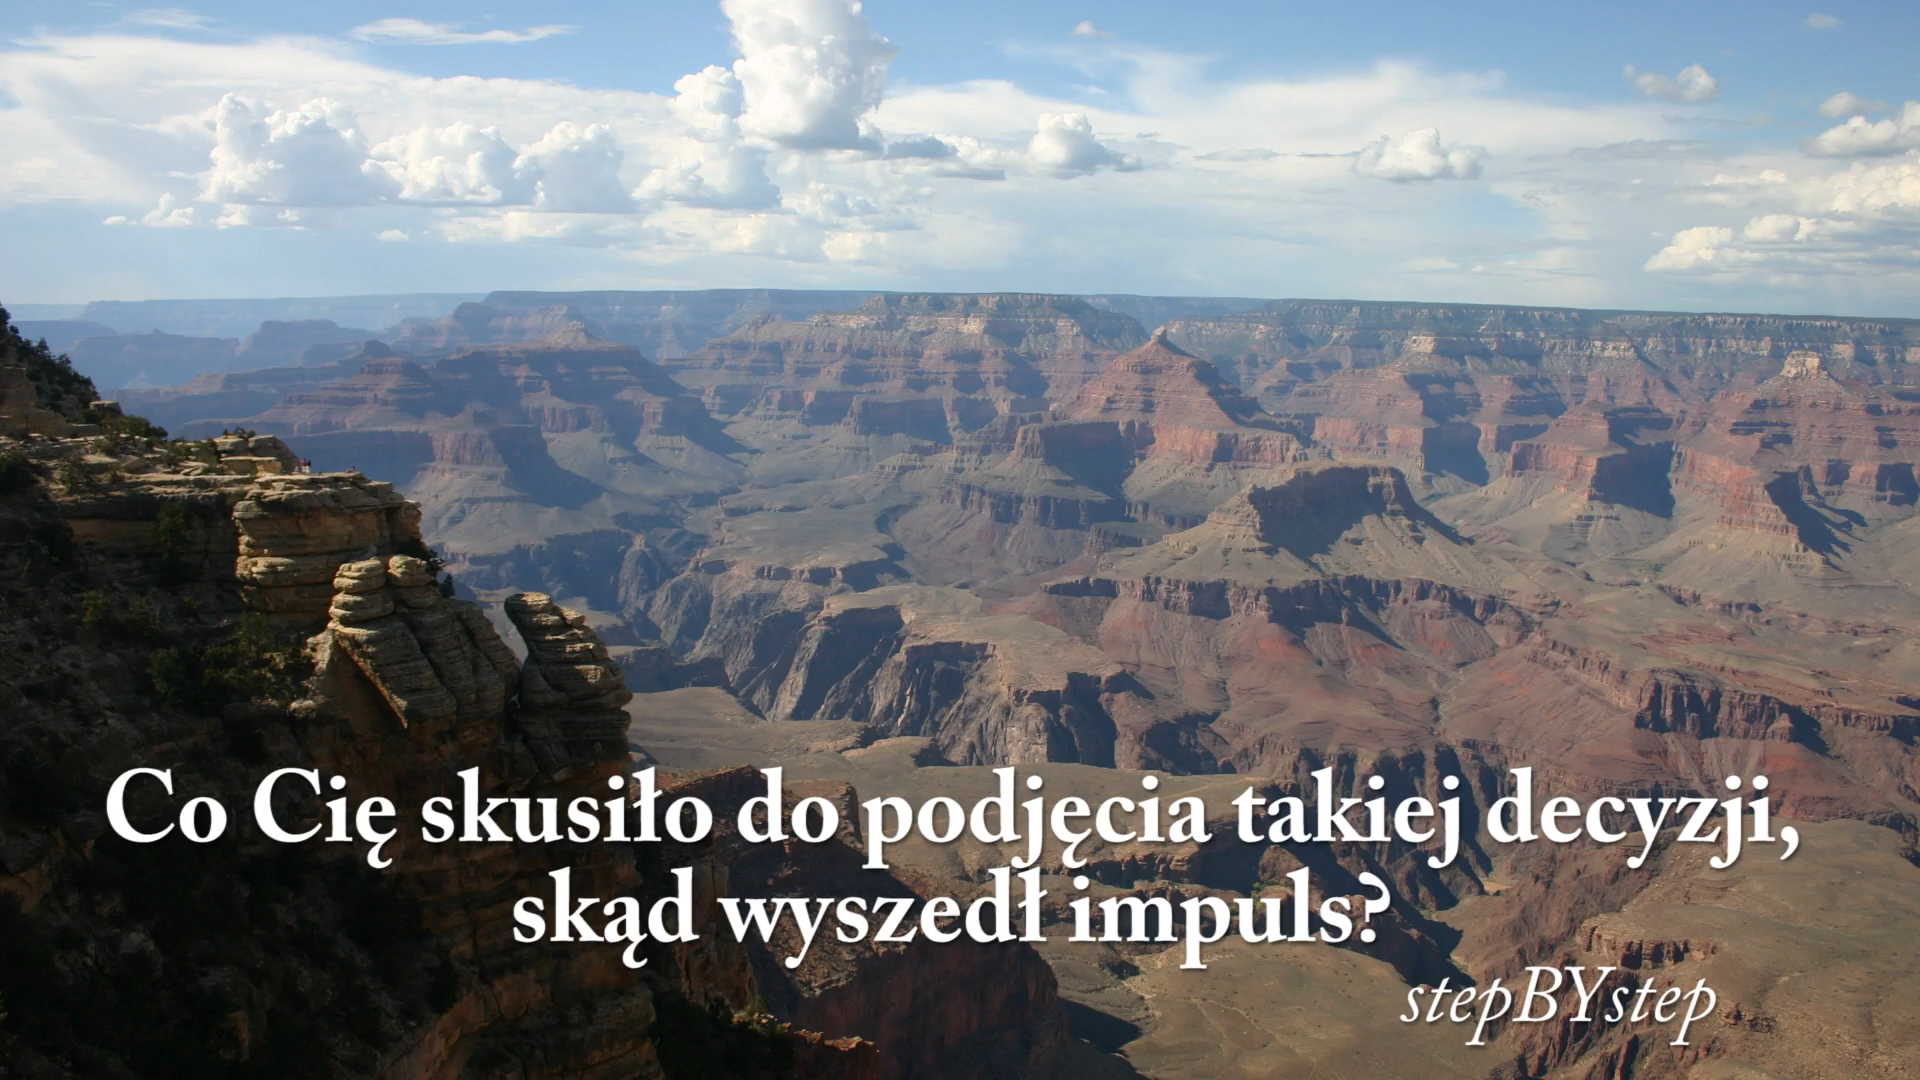 Co Cię skusiło do podjęcia takiej decyzji,
skąd wyszedł impuls?
stepBYstep